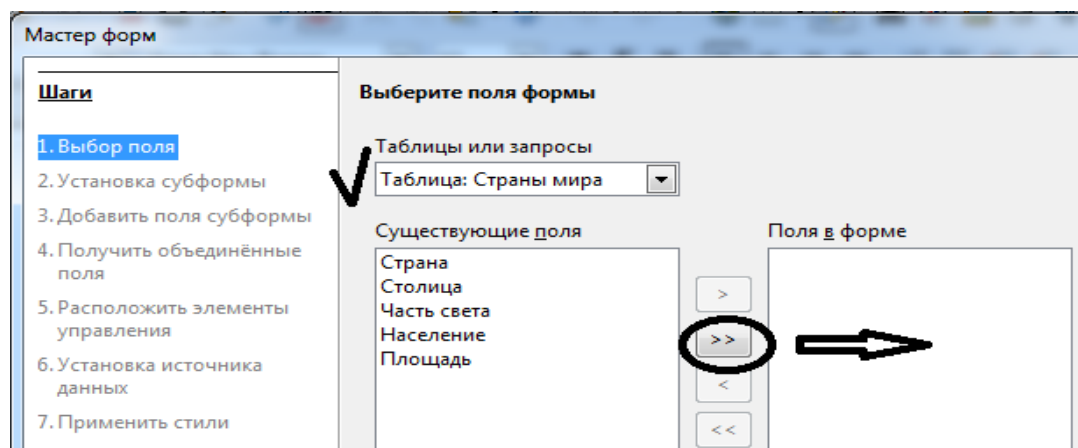 Мастер форм
Шаги
1. Выбор поля
2. Установка субформы
3. Добавить поля субформы
4. Получить объединённые
поля
5. Расположить элементы
управления
6. Установка источника
данных
7. Применить стили
Выберите поля формы
Таблицы или запросы
Таблица: Страны мира
Существующие поля
Страна
Столица
Часть света
Население
Площадь
>
>>
<
<<
Поля в форме